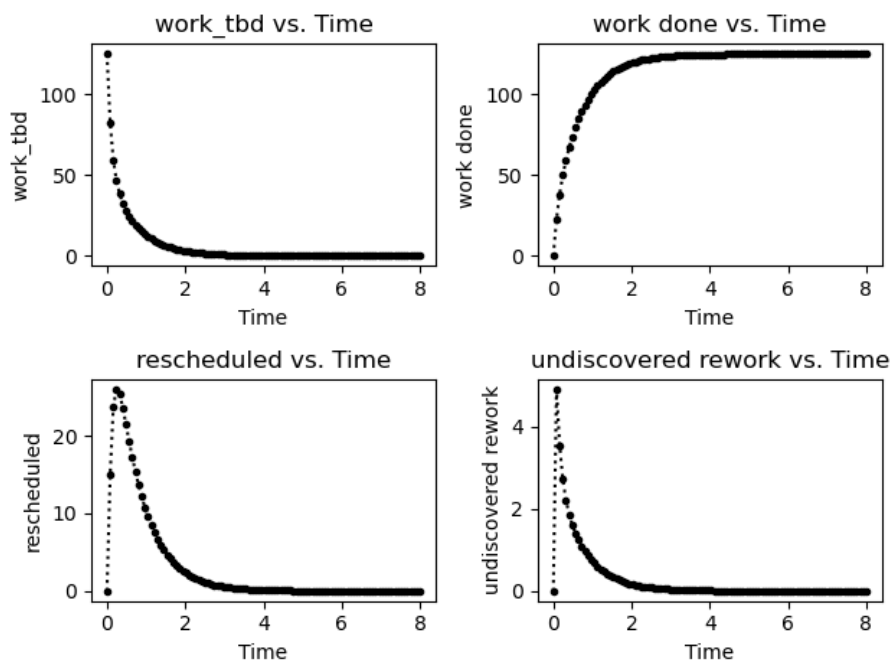 work_tbd vs. Time
work_tbd
100
50
0
0 2 4 6 8
Time
work done vs. Time
work done
100
50
0
0 2 4 6 8
Time
rescheduled vs. Time
rescheduled
20
10
0
0 2 4 6 8
Time
undiscovered rework vs. Time
undiscovered rework
4
2
0
0 2 4 6 8
Time